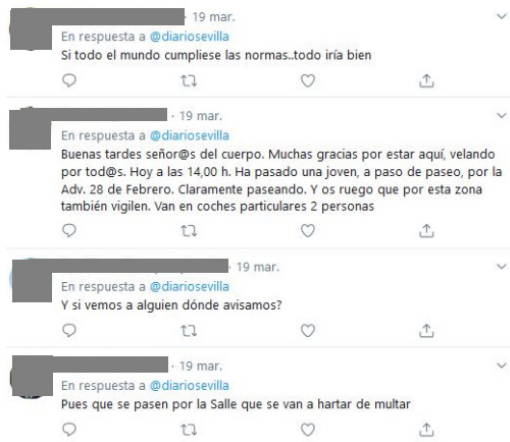 · 19 mar.
En respuesta a @diariosevilla
Si todo el mundo cumpliese las normas..todo iría bien
· 19 mar.
En respuesta a @diariosevilla
Buenas tardes señor@s del cuerpo. Muchas gracias por estar aquí, velando
por tod@s. Hoy a las 14,00 h. Ha pasado una joven, a paso de paseo, por la
Adv. 28 de Febrero. Claramente paseando. Y os ruego que por esta zona
también vigilen. Van en coches particulares 2 personas
· 19 mar.
En respuesta a @diariosevilla
Y si vemos a alguien dónde avisamos?
· 19 mar.
En respuesta a @diariosevilla
Pues que se pasen por la Salle que se van a hartar de multar